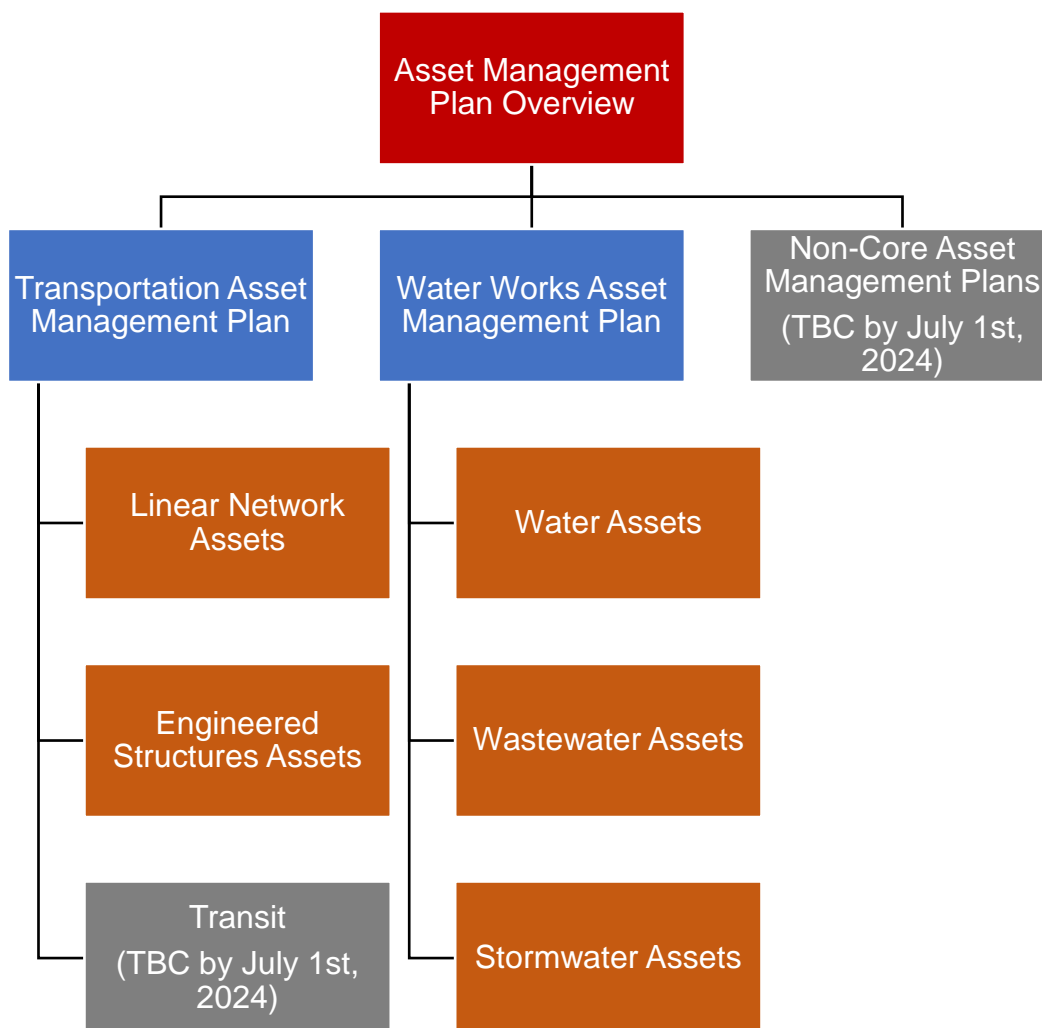 Asset Management
Plan Overview
Transportation Asset
Management Plan
Water Works Asset
Management Plan
Non-Core Asset
Management Plans
(TBC by July 1st,
2024)
Linear Network
Assets
Water Assets
Engineered
Structures Assets
Wastewater Assets
Transit
(TBC by July 1st,
2024)
Stormwater Assets